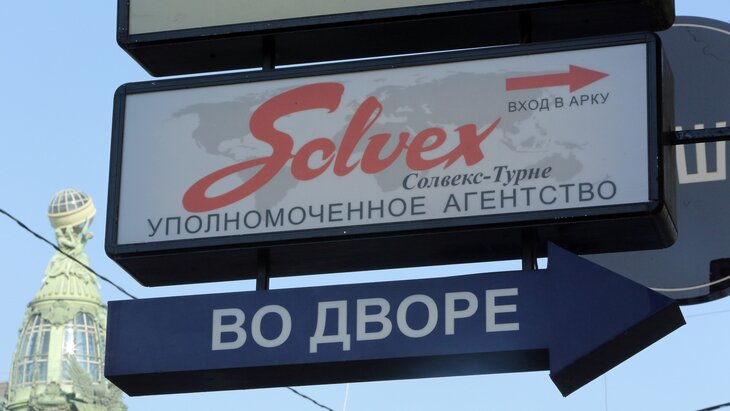 Solvex
ВХОД В АРКУ
Солвекс-Турне
УПОЛНОМОЧЕННОЕ АГЕНТСТВО
Ш
ВО ДВОРЕ